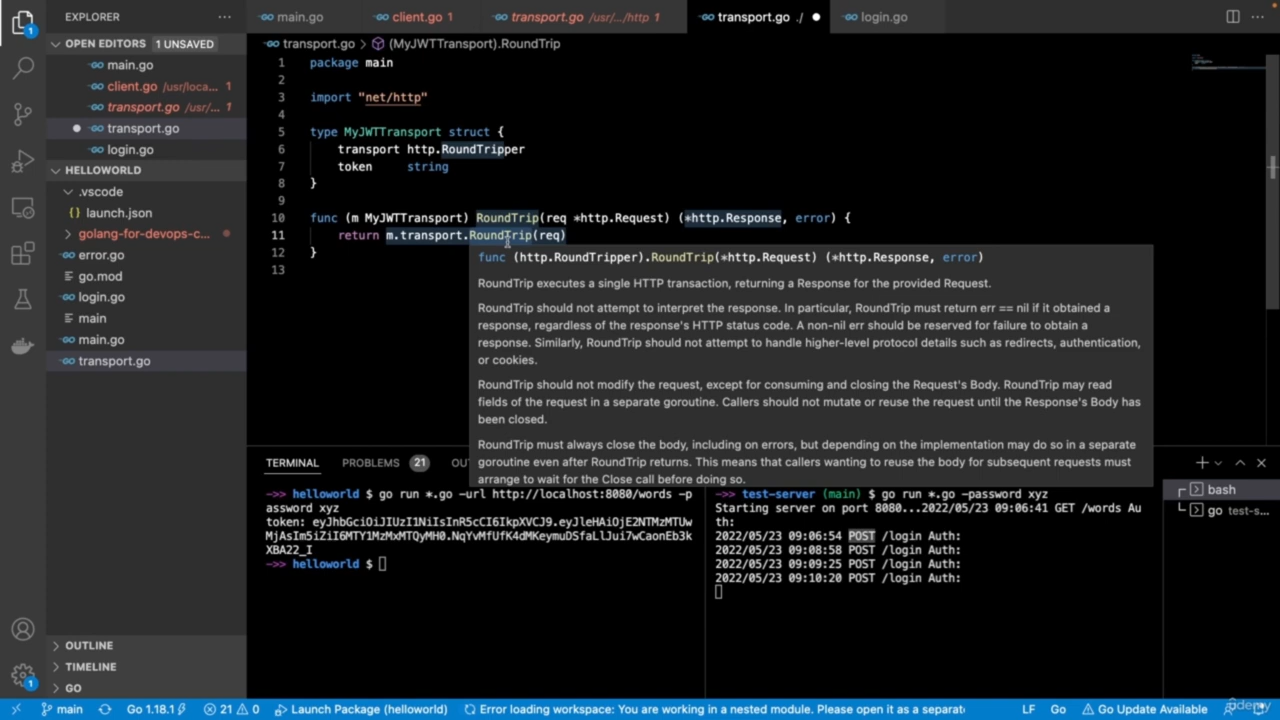 EXPLORER
main.go
client.go 1
transport.go /usr/.../http 1
transport.go ./
login.go
OPEN EDITORS 1 UNSAVED
main.go
client.go /usr/loca... 1
transport.go /usr/... 1
transport.go
login.go
HELLOWORLD
.vscode
launch.json
golang-for-devops-c...
error.go
go.mod
login.go
main
main.go
transport.go
OUTLINE
TIMELINE
GO
transport.go > (MyJWTTransport).RoundTrip
1 package main
2
3 import "net/http"
4
5 type MyJWTTransport struct {
6 transport http.RoundTripper
7 token string
8 }
9
10 func (m MyJWTTransport) RoundTrip(req *http.Request) (*http.Response, error) {
11 return m.transport.RoundTrip(req)
12 }
13
func (http.RoundTripper).RoundTrip(*http.Request) (*http.Response, error)
RoundTrip executes a single HTTP transaction, returning a Response for the provided Request.
RoundTrip should not attempt to interpret the response. In particular, RoundTrip must return err == nil if it obtained a
response, regardless of the response's HTTP status code. A non-nil err should be reserved for failure to obtain a
response. Similarly, RoundTrip should not attempt to handle higher-level protocol details such as redirects, authentication,
or cookies.
RoundTrip should not modify the request, except for consuming and closing the Request's Body. RoundTrip may read
fields of the request in a separate goroutine. Callers should not mutate or reuse the request until the Response's Body has
been closed.
RoundTrip must always close the body, including on errors, but depending on the implementation may do so in a separate
goroutine even after RoundTrip returns. This means that callers wanting to reuse the body for subsequent requests must
arrange to wait for the Close call before doing so.
TERMINAL PROBLEMS 21 OU
->> helloworld $ go run *.go -url http://localhost:8080/words -p
assword xyz
token: eyJhbGciOiJIUzI1NiIsInR5cCI6IkpXVCJ9.eyJleHAiOjE2NTMzMTUw
MjAsIm5iZiI6MTY1MzMxMTQyMH0.NqYvMfUfK4dMKeymuDSfaLlJui7wCaonEb3k
XBA22_I
->> helloworld $
->> test-server (main) $ go run *.go -password xyz
Starting server on port 8080...2022/05/23 09:06:41 GET /words Au
th:
2022/05/23 09:06:54 POST /login Auth:
2022/05/23 09:08:58 POST /login Auth:
2022/05/23 09:09:25 POST /login Auth:
2022/05/23 09:10:20 POST /login Auth:
bash
go test-s...
1
1
main Go 1.18.1 21 0 Launch Package (helloworld) Error loading workspace: You are working in a nested module. Please open it as a separat LF Go Go Update Available
udemy